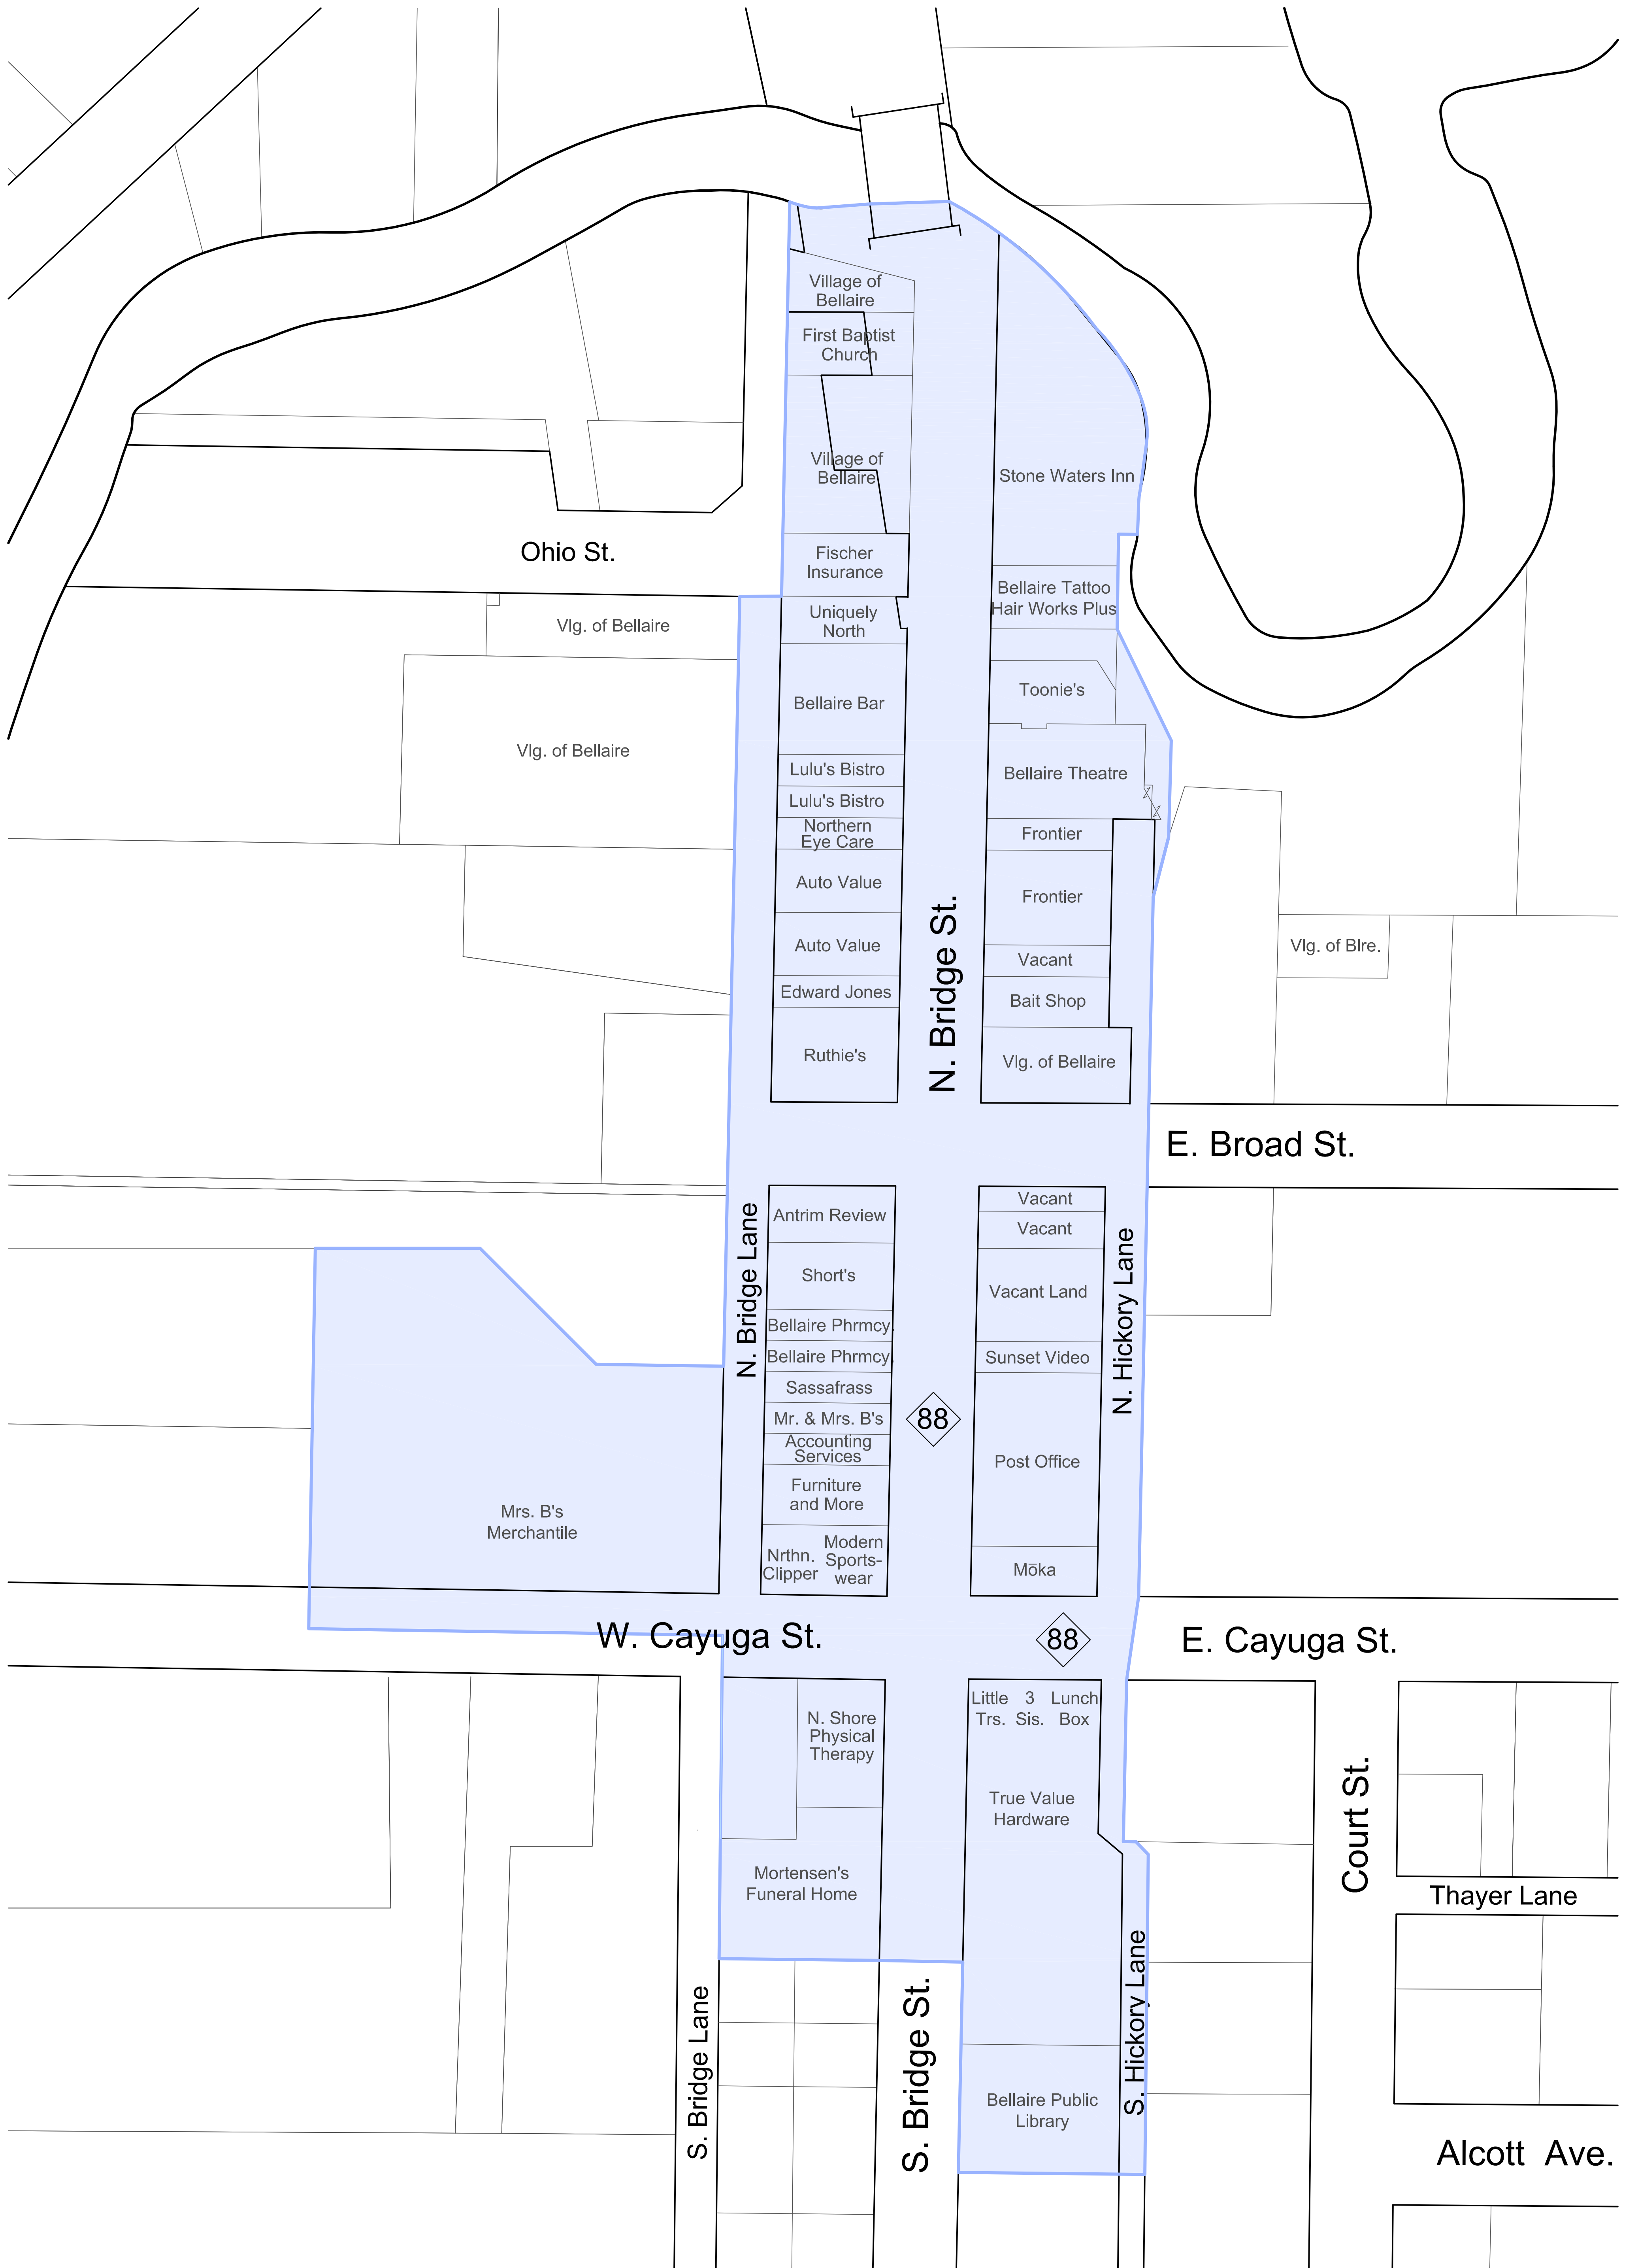 Village of
Bellaire
First Baptist
Church
Village of
Bellaire
Stone Waters Inn
Ohio St.
Fischer
Insurance
Bellaire Tattoo
Hair Works Plus
Uniquely
North
Vlg. of Bellaire
Toonie's
Bellaire Bar
Vlg. of Bellaire
Lulu's Bistro
Bellaire Theatre
Lulu's Bistro
Northern
Eye Care
Frontier
Auto Value
Frontier
Auto Value
Vlg. of Blre.
Vacant
Edward Jones
Bait Shop
N. Bridge St.
Ruthie's
Vlg. of Bellaire
E. Broad St.
Vacant
Antrim Review
Vacant
Short's
Vacant Land
N. Bridge Lane
N. Hickory Lane
Bellaire Phrmcy.
Bellaire Phrmcy.
Sunset Video
Sassafrass
Mr. & Mrs. B's
88
Accounting
Services
Post Office
Furniture
and More
Mrs. B's
Merchantile
Nrthn.
Clipper
Modern
Sports-
wear
Mōka
W. Cayuga St.
88
E. Cayuga St.
Little
Trs.
3
Sis.
Lunch
Box
N. Shore
Physical
Therapy
True Value
Hardware
Court St.
Mortensen's
Funeral Home
Thayer Lane
S. Bridge Lane
S. Bridge St.
S. Hickory Lane
Bellaire Public
Library
Alcott Ave.